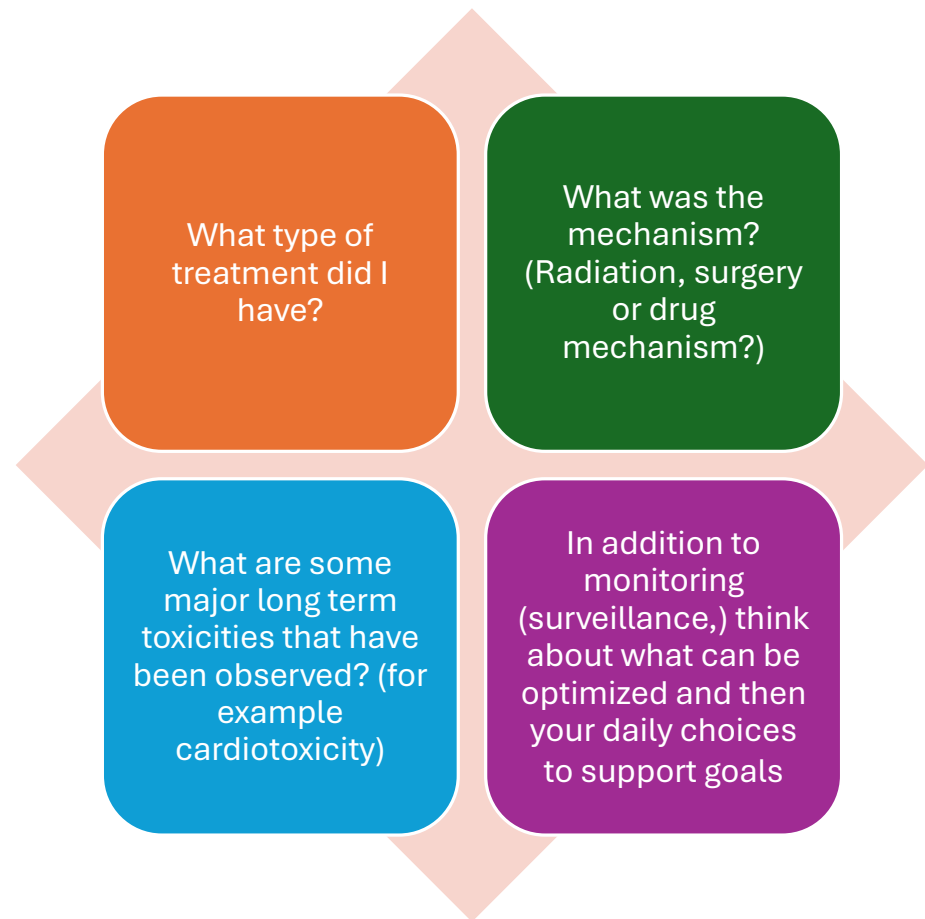 What type of
treatment did I
have?
What was the
mechanism?
(Radiation, surgery
or drug
mechanism?)
What are some
major long term
toxicities that have
been observed? (for
example
cardiotoxicity)
In addition to
monitoring
(surveillance,) think
about what can be
optimized and then
your daily choices
to support goals